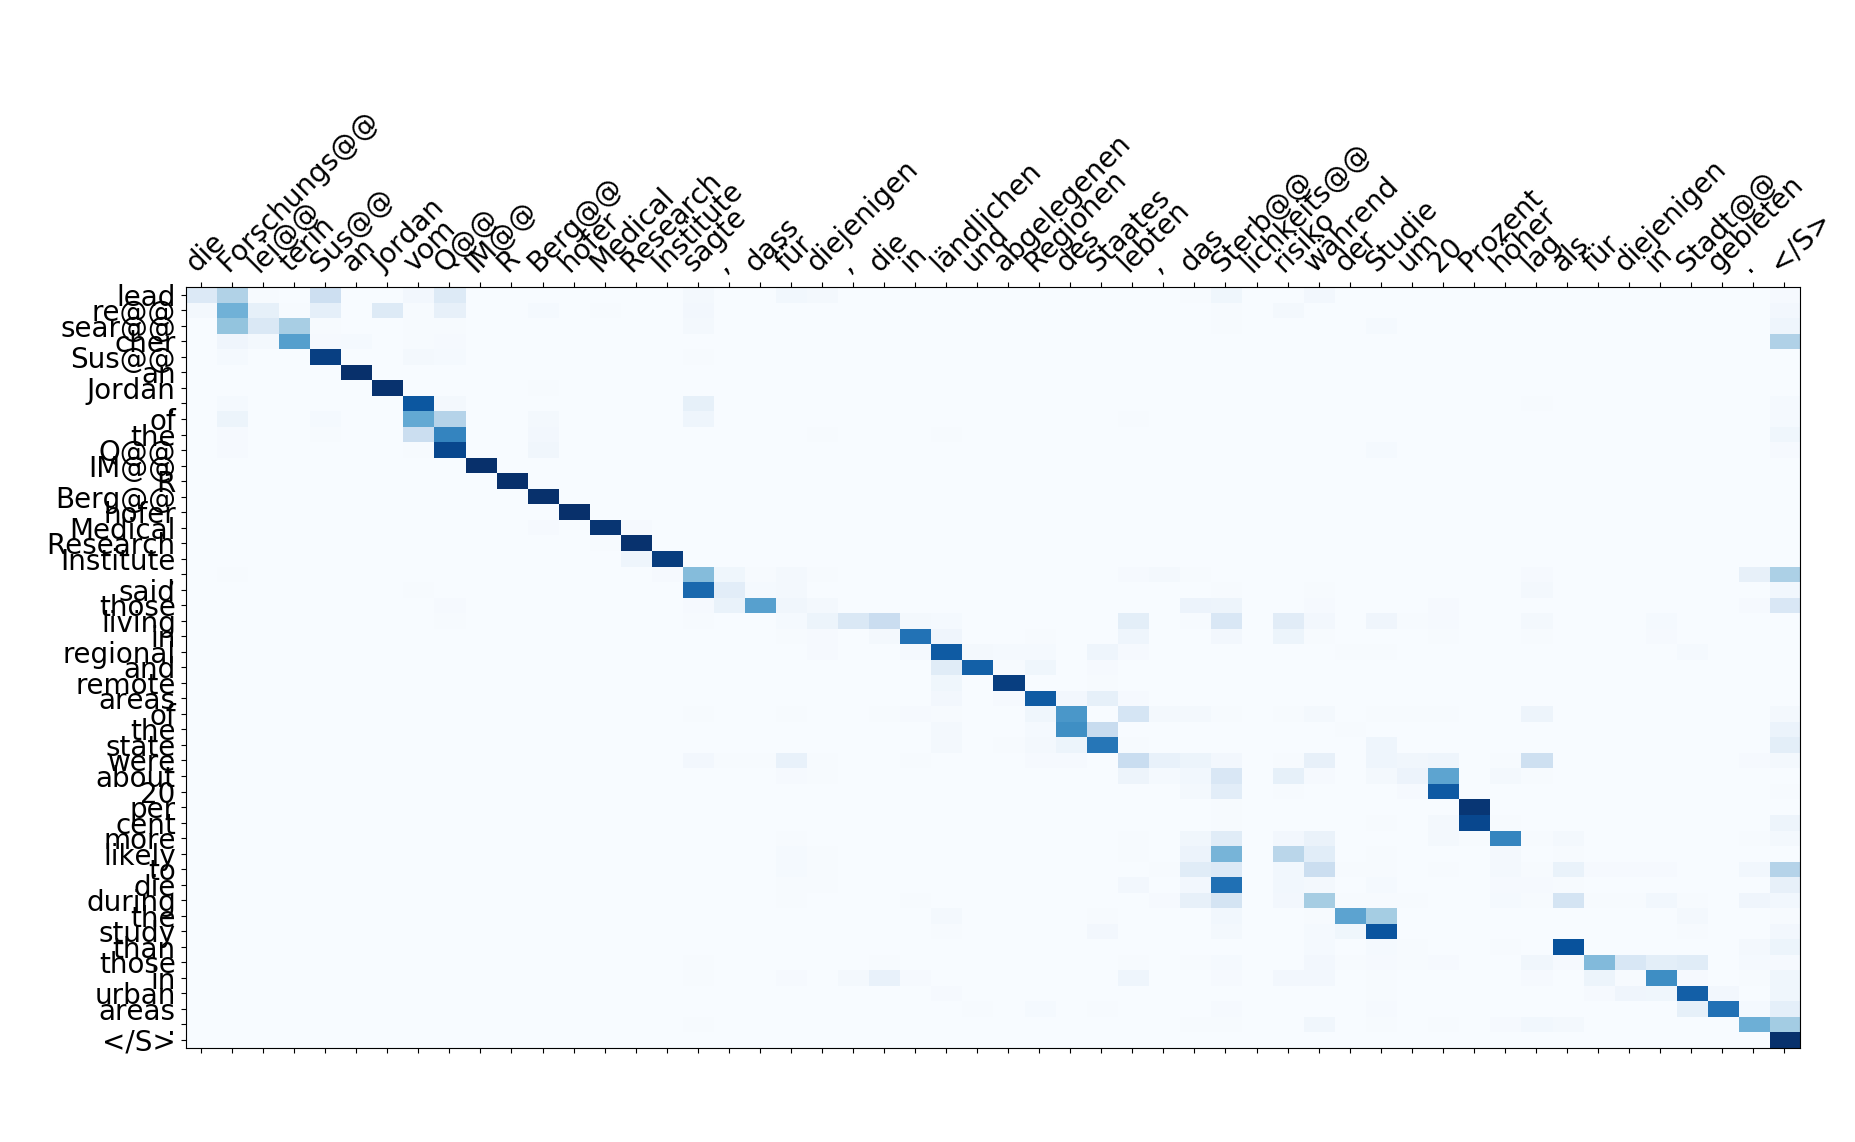 die
Forschungs@@
lei@@
terin
Sus@@
an
Jordan
vom
Q@@
IM@@
R
Berg@@
hofer
Medical
Research
Institute
sagte
,
dass
für
diejenigen
,
die
in
ländlichen
und
abgelegenen
Regionen
des
Staates
lebten
,
das
Sterb@@
lichkeits@@
risiko
während
der
Studie
um
20
Prozent
höher
lag
als
für
diejenigen
in
Stadt@@
gebieten
.
</S>
lead
re@@
sear@@
cher
Sus@@
an
Jordan
of
the
Q@@
IM@@
R
Berg@@
hofer
Medical
Research
Institute
,
said
those
living
in
regional
and
remote
areas
of
the
state
were
about
20
per
cent
more
likely
to
die
during
the
study
than
those
in
urban
areas
.
</S>